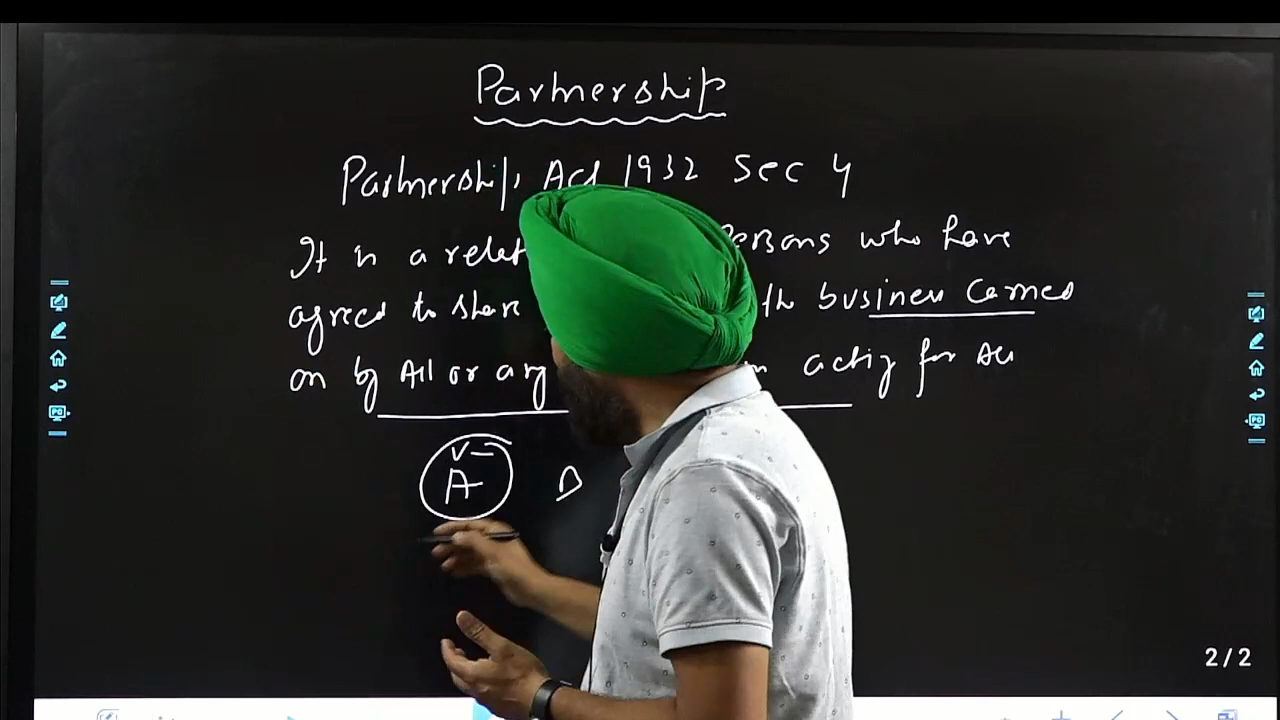 Partnership
Partnership Act 1932 Sec 4
It is a relat Persons who have
agreed to share th business carried
on by All or any acting for All
A B
2/2